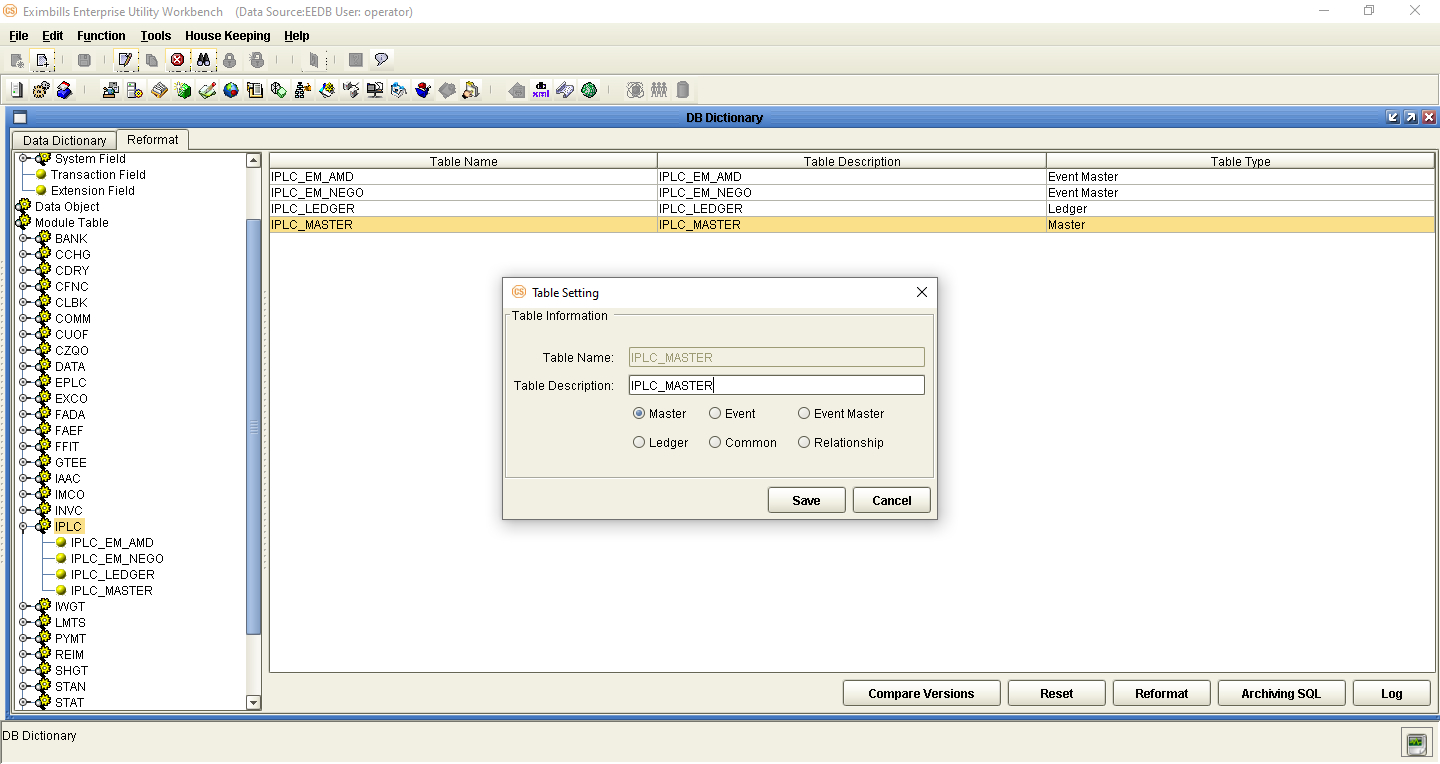 CS Eximbills Enterprise Utility Workbench (Data Source:EEDB User: operator)
File Edit Function Tools House Keeping Help
db
xml
DB Dictionary
Data Dictionary Reformat
System Field
Transaction Field
Extension Field
Data Object
Module Table
BANK
CCHG
CDRY
CFNC
CLBK
COMM
CUOF
CZQO
DATA
EPLC
EXCO
FADA
FAEF
FFIT
GTEE
IAAC
IMCO
INVC
IPLC
IPLC_EM_AMD
IPLC_EM_NEGO
IPLC_LEDGER
IPLC_MASTER
IWGT
LMTS
PYMT
REIM
SHGT
STAN
STAT
Table Name Table Description Table Type
IPLC_EM_AMD IPLC_EM_AMD Event Master
IPLC_EM_NEGO IPLC_EM_NEGO Event Master
IPLC_LEDGER IPLC_LEDGER Ledger
IPLC_MASTER IPLC_MASTER Master
CS Table Setting
Table Information
Table Name: IPLC_MASTER
Table Description: IPLC_MASTER
Master Event Event Master
Ledger Common Relationship
Save Cancel
Compare Versions Reset Reformat Archiving SQL Log
DB Dictionary